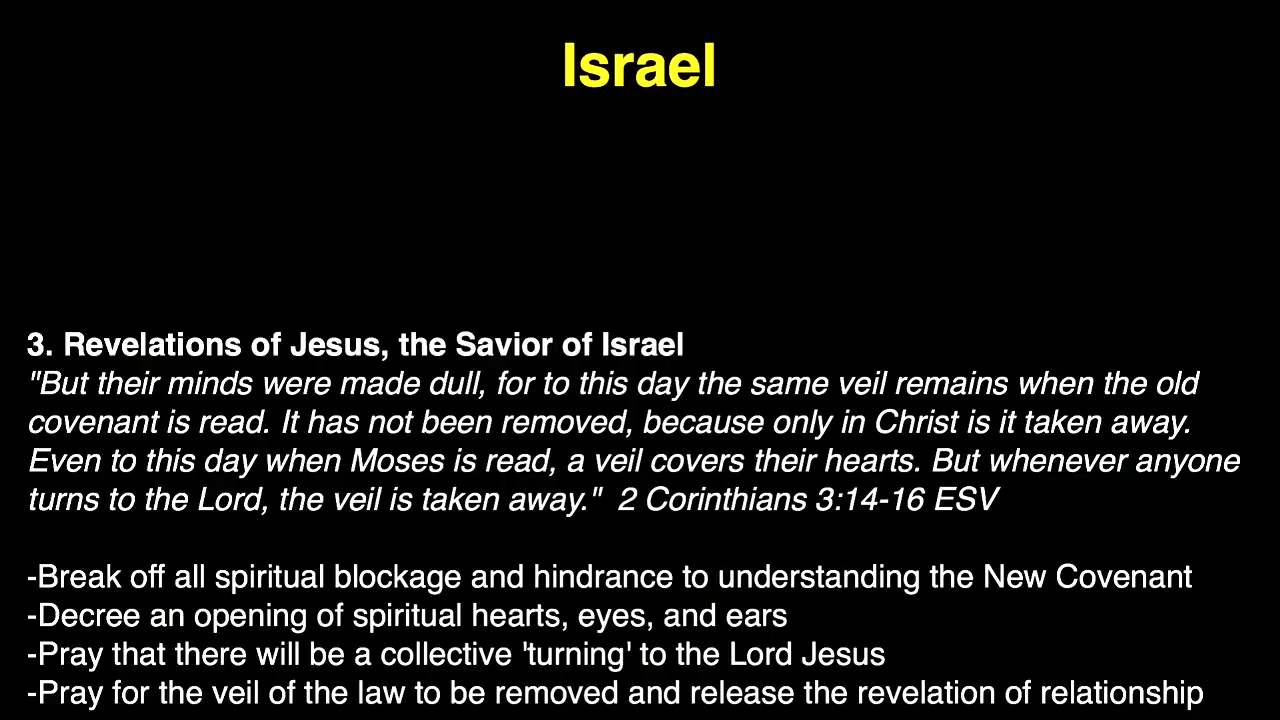 Israel
3. Revelations of Jesus, the Savior of Israel
"But their minds were made dull, for to this day the same veil remains when the old
covenant is read. It has not been removed, because only in Christ is it taken away.
Even to this day when Moses is read, a veil covers their hearts. But whenever anyone
turns to the Lord, the veil is taken away."  2 Corinthians 3:14-16 ESV
-Break off all spiritual blockage and hindrance to understanding the New Covenant
-Decree an opening of spiritual hearts, eyes, and ears
-Pray that there will be a collective 'turning' to the Lord Jesus
-Pray for the veil of the law to be removed and release the revelation of relationship